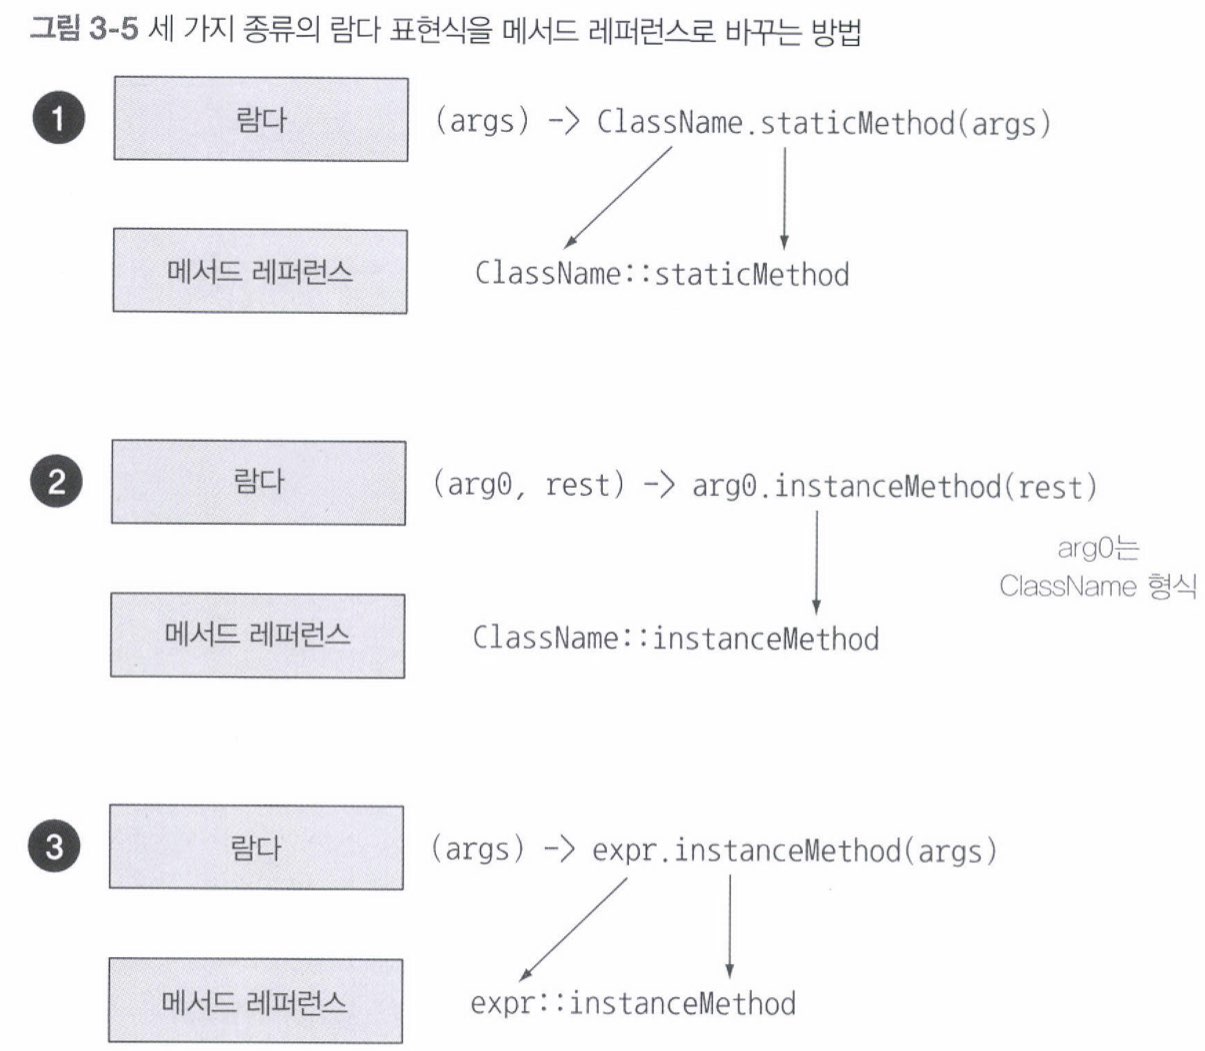 그림 3-5 세 가지 종류의 람다 표현식을 메서드 레퍼런스로 바꾸는 방법
1
람다
(args) -> ClassName.staticMethod(args)
메서드 레퍼런스
ClassName::staticMethod
2
람다
(arg0, rest) -> arg0.instanceMethod(rest)
arg0는
ClassName 형식
메서드 레퍼런스
ClassName::instanceMethod
3
람다
(args) -> expr.instanceMethod(args)
메서드 레퍼런스
expr::instanceMethod